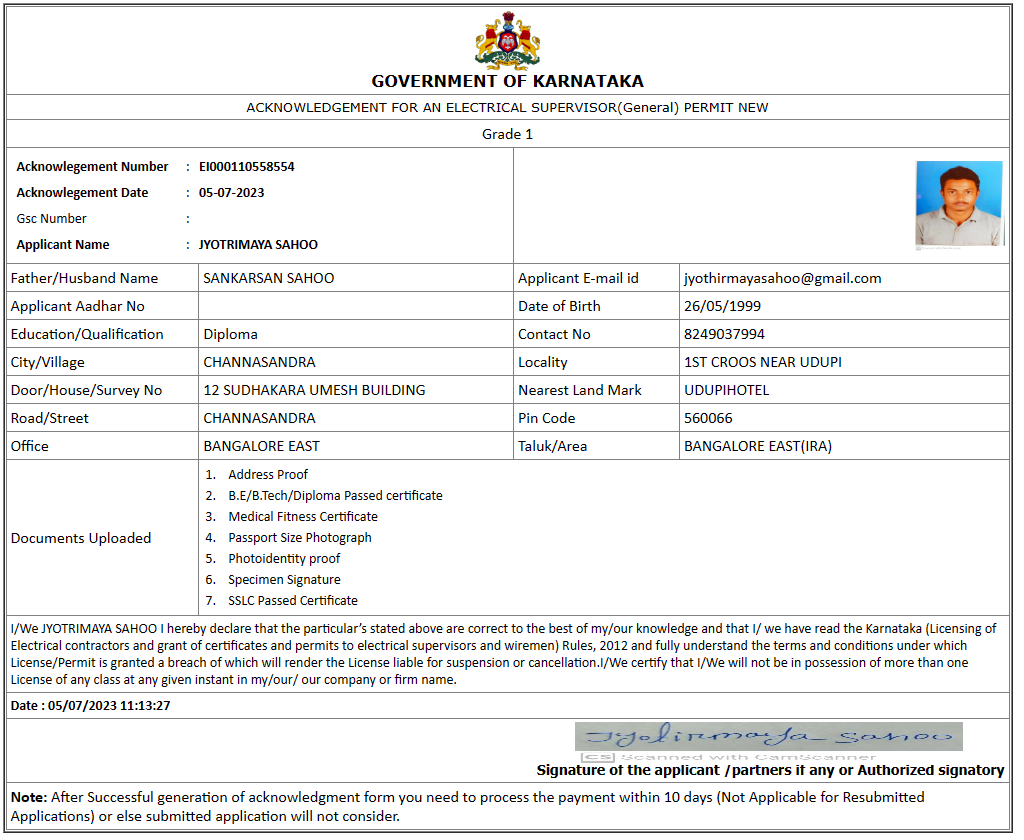 GOVERNMENT OF KARNATAKA
ACKNOWLEDGEMENT FOR AN ELECTRICAL SUPERVISOR(General) PERMIT NEW
Grade 1
Acknowlegement Number : EI000110558554
Acknowlegement Date : 05-07-2023
Gsc Number :
Applicant Name : JYOTRIMAYA SAHOO
Father/Husband Name SANKARSAN SAHOO Applicant E-mail id jyothirmayasahoo@gmail.com
Applicant Aadhar No Date of Birth 26/05/1999
Education/Qualification Diploma Contact No 8249037994
City/Village CHANNASANDRA Locality 1ST CROOS NEAR UDUPI
Door/House/Survey No 12 SUDHAKARA UMESH BUILDING Nearest Land Mark UDUPIHOTEL
Road/Street CHANNASANDRA Pin Code 560066
Office BANGALORE EAST Taluk/Area BANGALORE EAST(IRA)
Documents Uploaded
1. Address Proof
2. B.E/B.Tech/Diploma Passed certificate
3. Medical Fitness Certificate
4. Passport Size Photograph
5. Photoidentity proof
6. Specimen Signature
7. SSLC Passed Certificate
I/We JYOTRIMAYA SAHOO I hereby declare that the particular's stated above are correct to the best of my/our knowledge and that I/ we have read the Karnataka (Licensing of
Electrical contractors and grant of certificates and permits to electrical supervisors and wiremen) Rules, 2012 and fully understand the terms and conditions under which
License/Permit is granted a breach of which will render the License liable for suspension or cancellation.I/We certify that I/We will not be in possession of more than one
License of any class at any given instant in my/our/ our company or firm name.
Date : 05/07/2023 11:13:27
Jyotirmaya Sahoo
CS Scanned with CamScanner
Signature of the applicant /partners if any or Authorized signatory
Note: After Successful generation of acknowledgment form you need to process the payment within 10 days (Not Applicable for Resubmitted
Applications) or else submitted application will not consider.